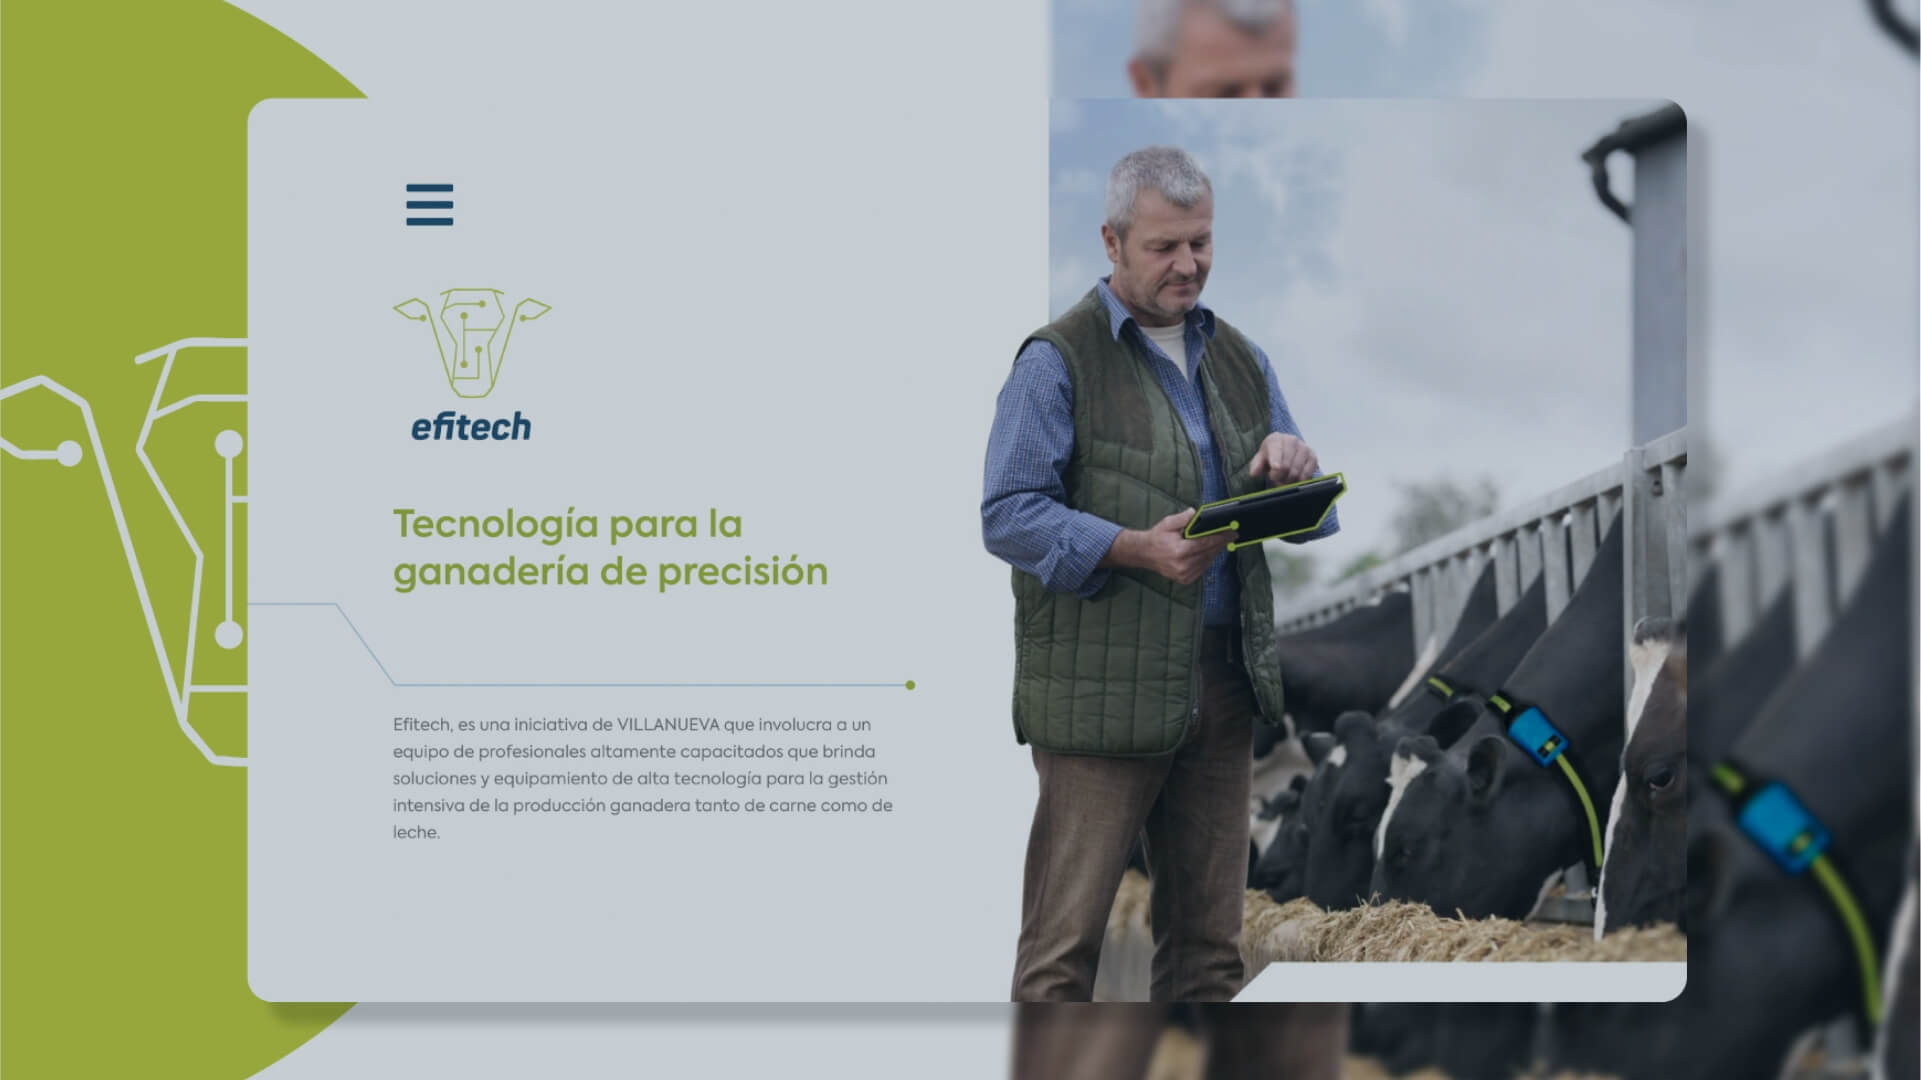 efitech
Tecnología para la
ganadería de precisión
Efitech, es una iniciativa de VILLANUEVA que involucra a un
equipo de profesionales altamente capacitados que brinda
soluciones y equipamiento de alta tecnología para la gestión
intensiva de la producción ganadera tanto de carne como de
leche.